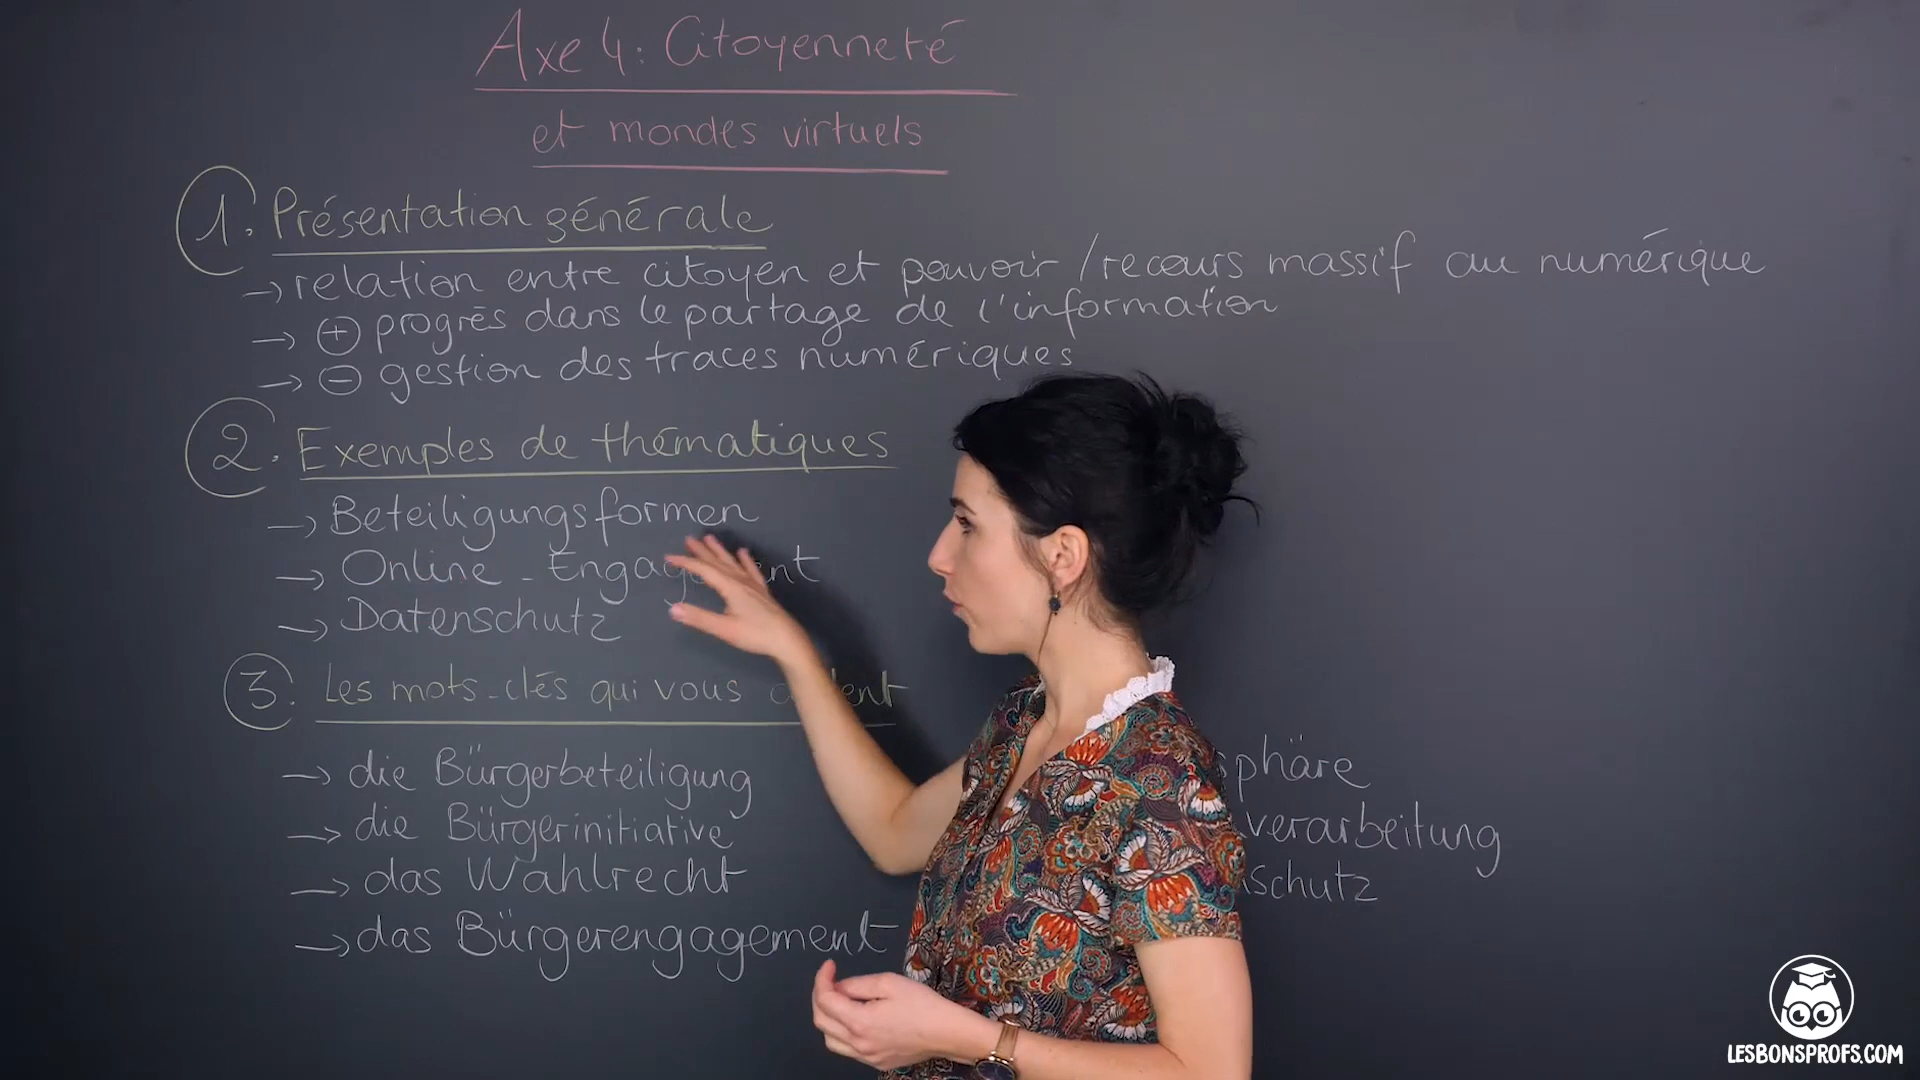 Axe 4: Citoyenneté
et mondes virtuels
1. Présentation générale
→ relation entre citoyen et pouvoir / recours massif au numérique
→ ⊕ progrès dans le partage de l'information
→ ⊖ gestion des traces numériques
2. Exemples de thématiques
→ Beteiligungsformen
→ Online-Engagement
→ Datenschutz
3. Les mots-clés qui vous aident
→ die Bürgerbeteiligung
→ die Bürgerinitiative
→ das Wahlrecht
→ das Bürgerengagement
sphäre
verarbeitung
schutz
LESBONSPROFS.COM